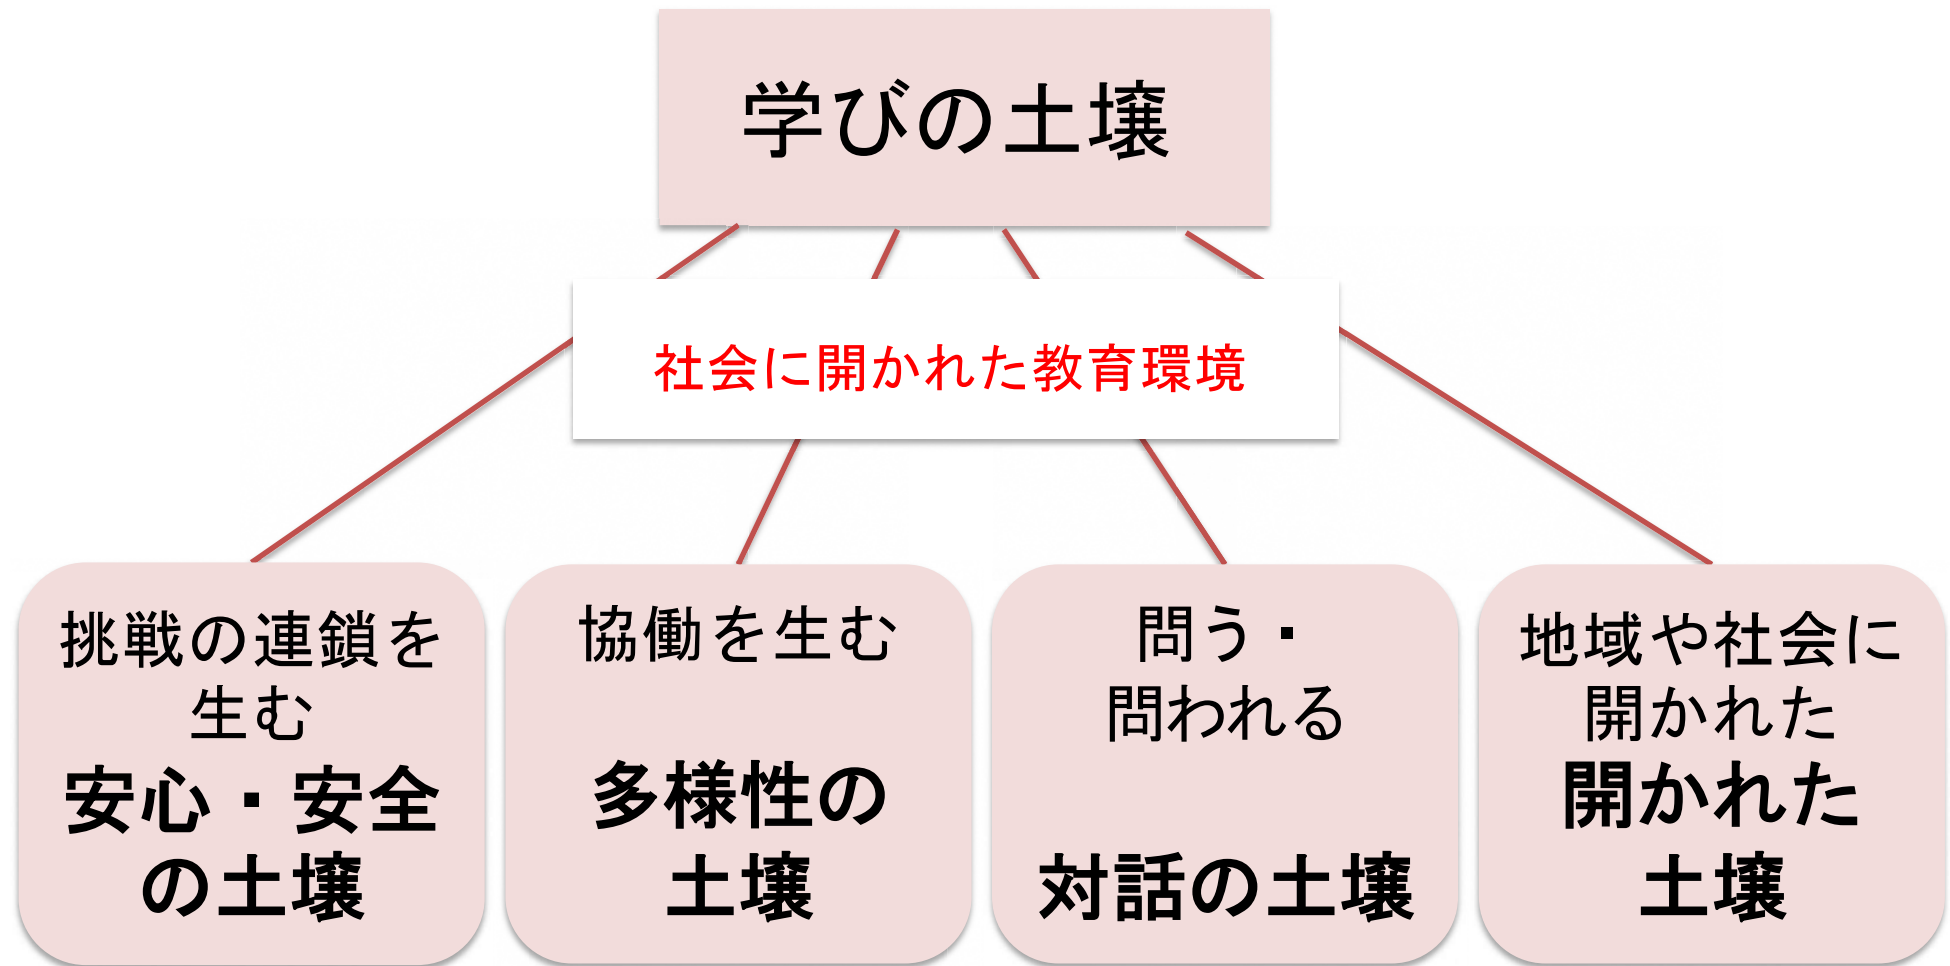 学びの土壌
社会に開かれた教育環境
挑戦の連鎖を
生む
安心・安全
の土壌
協働を生む
多様性の
土壌
問う・
問われる
対話の土壌
地域や社会に
開かれた
開かれた
土壌